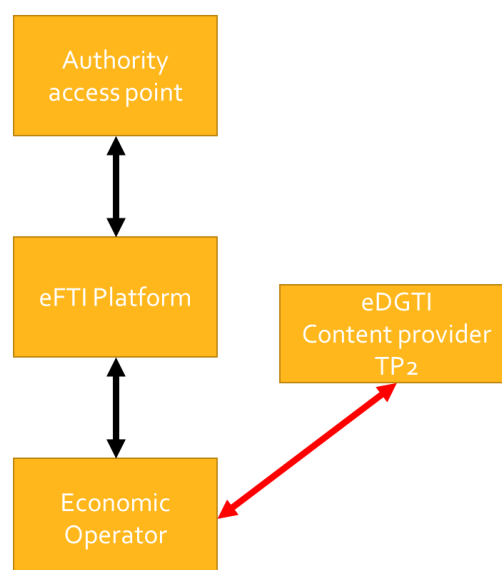 Authority
access point
eFTI Platform
eDGTI
Content provider
TP2
Economic
Operator